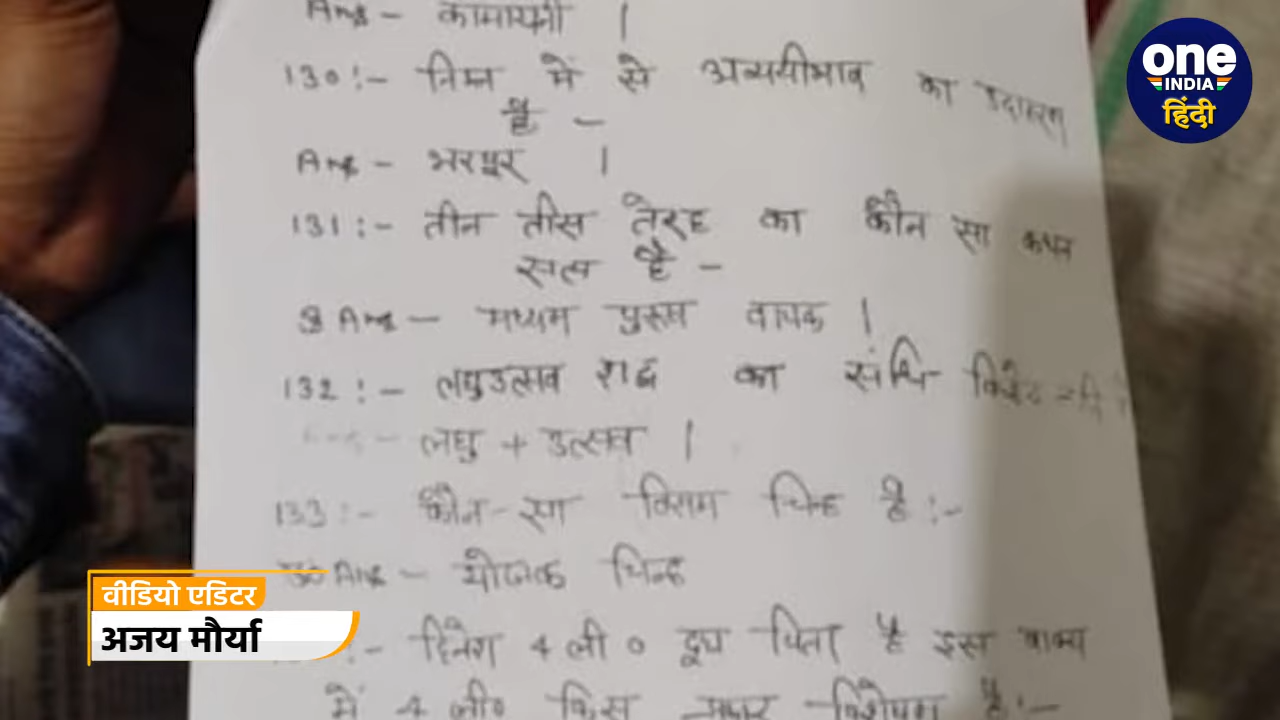 Ans - कामायनी |
130:- निम्न में से अव्ययीभाव का उदाहरण
है -
Ans - भरपूर |
131:- तीन तीस तेरह का कौन सा कथन
सत्य है -
Ans - मध्यम पुरुष वाचक |
132:- लघुउत्सव शब्द का संधि विच्छेद
लघु + उत्सव |
133:- कौन-सा विराम चिन्ह है:-
Ans - योजक चिन्ह
:- दिनेश 4 ली० दूध पिता है इस वाक्य
में 4 ली० किस प्रकार विशेषण है:-
one
INDIA
हिंदी
वीडियो एडिटर
अजय मौर्या